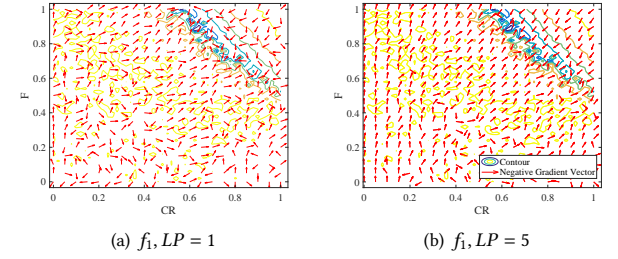 1
0.8
0.6
0.4
0.2
0
F
0 0.2 0.4 0.6 0.8 1
CR
(a) f₁, LP = 1
1
0.8
0.6
0.4
0.2
0
F
Contour
Negative Gradient Vector
0 0.2 0.4 0.6 0.8 1
CR
(b) f₁, LP = 5